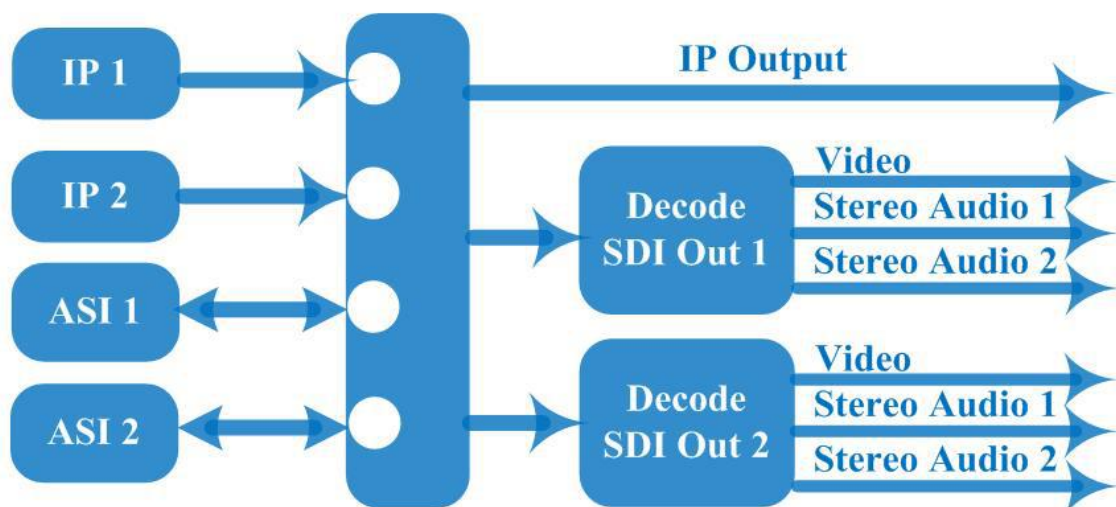 IP 1
IP 2
ASI 1
ASI 2
IP Output
Decode
SDI Out 1
Video
Stereo Audio 1
Stereo Audio 2
Decode
SDI Out 2
Video
Stereo Audio 1
Stereo Audio 2